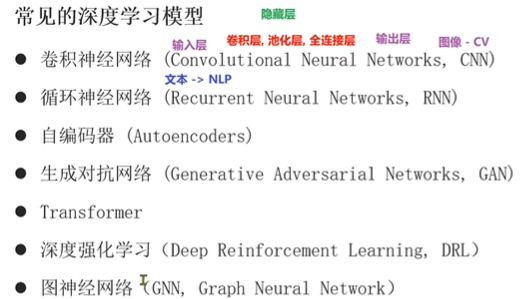 常见的深度学习模型
隐藏层
输入层 卷积层, 池化层, 全连接层 输出层 图像 - CV
● 卷积神经网络 (Convolutional Neural Networks, CNN)
文本 -> NLP
● 循环神经网络 (Recurrent Neural Networks, RNN)
● 自编码器 (Autoencoders)
● 生成对抗网络 (Generative Adversarial Networks, GAN)
● Transformer
● 深度强化学习（Deep Reinforcement Learning, DRL）
● 图神经网络（GNN, Graph Neural Network）